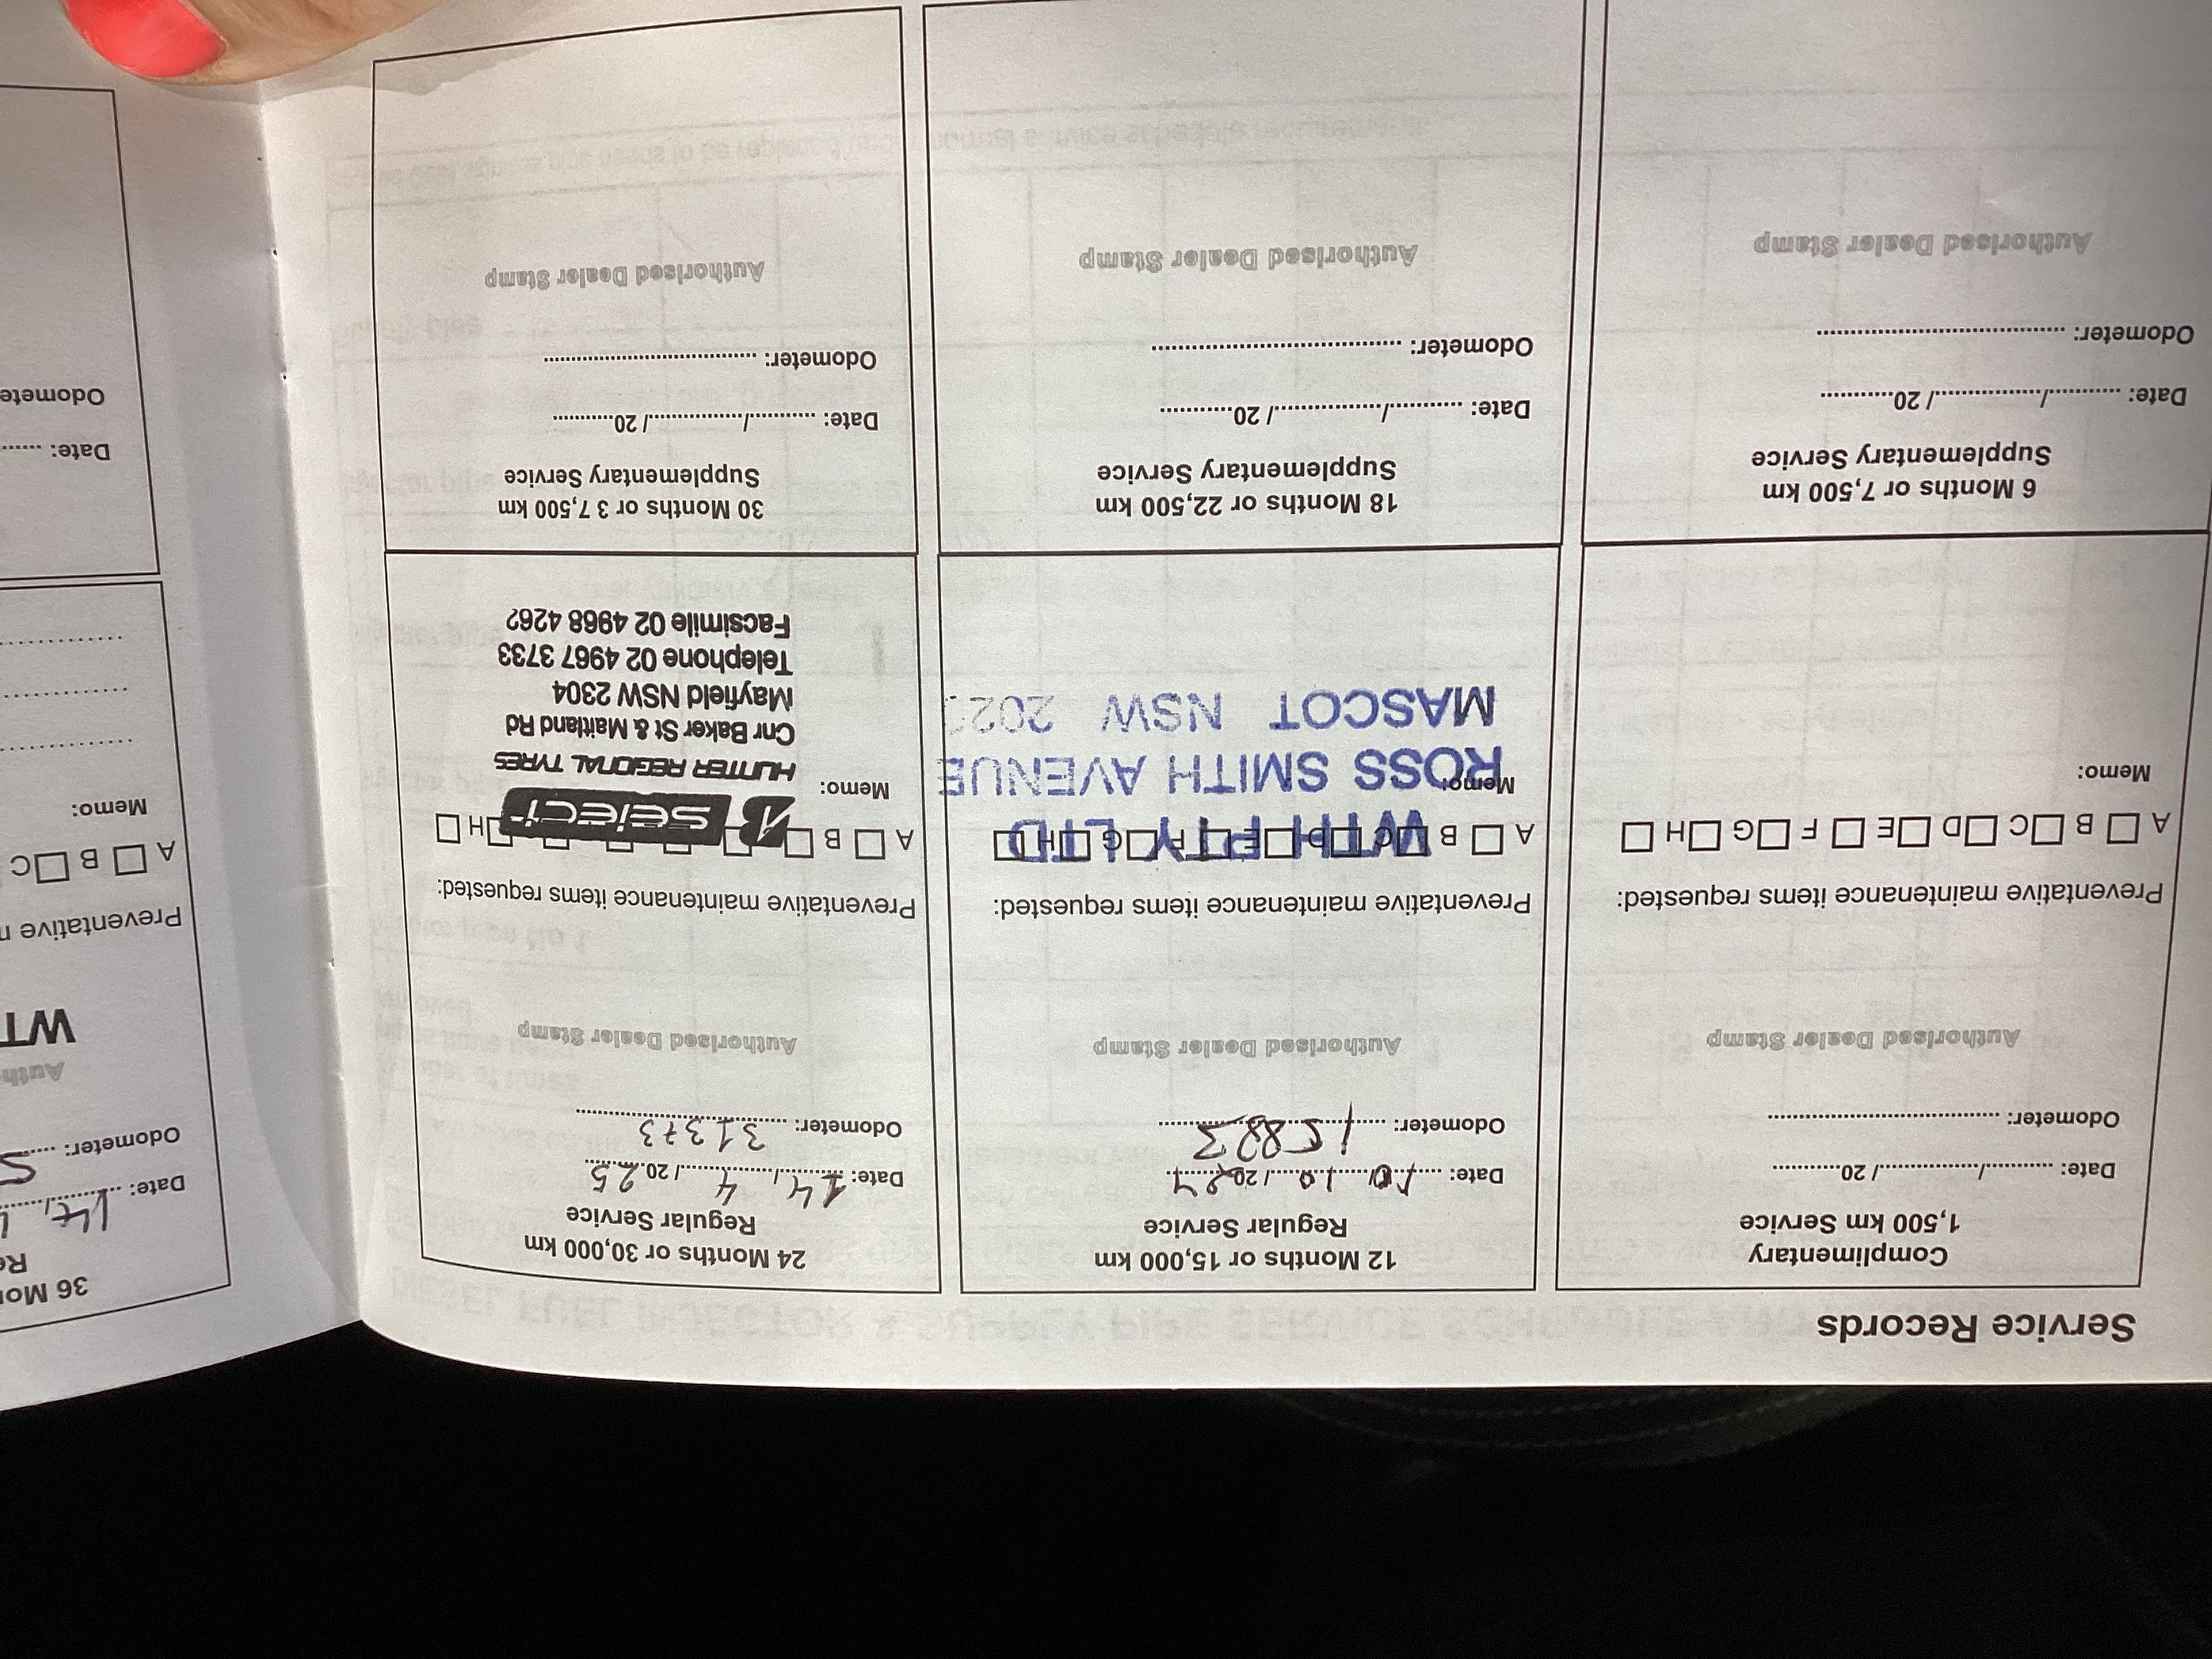 Service Records
Complimentary
1,500 km Service
Date: ............/................/ 20............
Odometer: ........................................
Authorised Dealer Stamp
Preventative maintenance items requested:
A □ B □ C □ D □ E □ F □ G □ H □
Memo:
6 Months or 7,500 km
Supplementary Service
Date: ............/................/ 20............
Odometer: ........................................
Authorised Dealer Stamp
12 Months or 15,000 km
Regular Service
Date: 10/10/ 2024
Odometer: 15883
Authorised Dealer Stamp
Preventative maintenance items requested:
A □ B □ C □ D □ E □ F □ G □ H □
WTH PTY LTD
Memo:
ROSS SMITH AVENUE
MASCOT NSW
18 Months or 22,500 km
Supplementary Service
Date: ............/................/ 20............
Odometer: ........................................
Authorised Dealer Stamp
24 Months or 30,000 km
Regular Service
Date: 14/4/ 2025
Odometer: 31373
Authorised Dealer Stamp
Preventative maintenance items requested:
A □ B □ H □
1 Select
Memo:
HUNTER REGIONAL TYRES
Cnr Baker St & Maitland Rd
Mayfield NSW 2304
Telephone 02 4967 3733
Facsimile 02 4968 4262
30 Months or 3 7,500 km
Supplementary Service
Date: ............/................/ 20............
Odometer: ........................................
Authorised Dealer Stamp
36
Date: 14/
Odometer:
WT
Preventative
A □ B □ C
Memo:
Date: